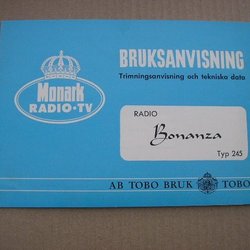 Monark
RADIO-TV
BRUKSANVISNING
Trimningsanvisning och tekniska data
RADIO
Bonanza
Typ 245
AB TOBO BRUK TOBO